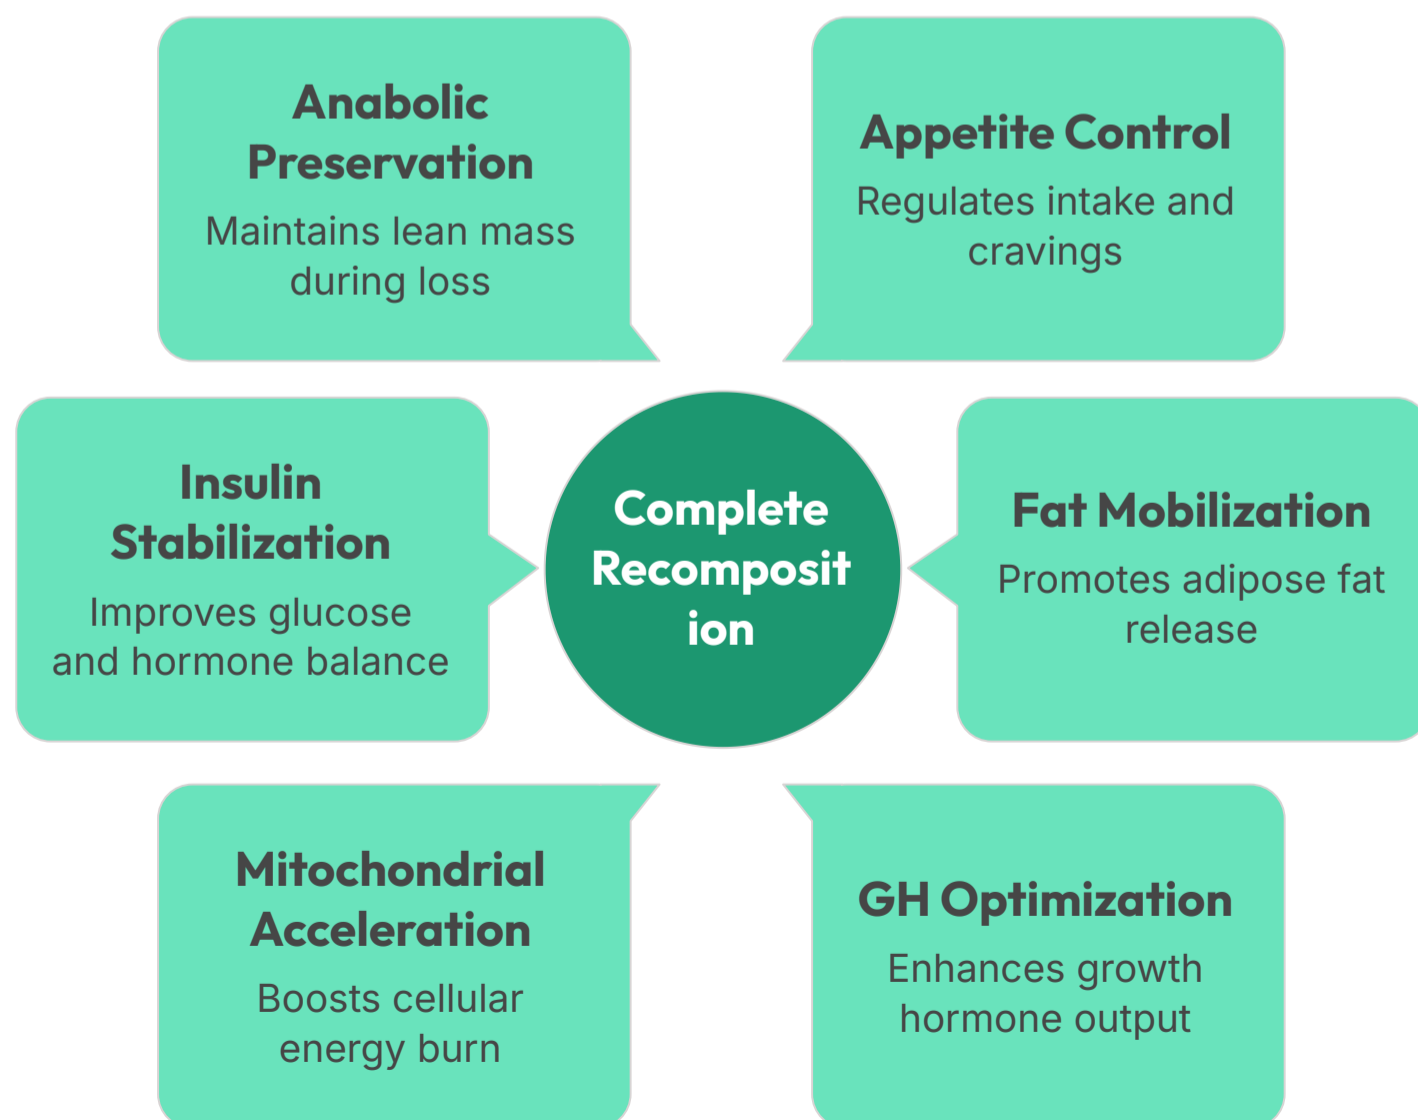 Anabolic
Preservation
Maintains lean mass
during loss
Appetite Control
Regulates intake and
cravings
Insulin
Stabilization
Improves glucose
and hormone balance
Complete
Recomposit
ion
Fat Mobilization
Promotes adipose fat
release
Mitochondrial
Acceleration
Boosts cellular
energy burn
GH Optimization
Enhances growth
hormone output